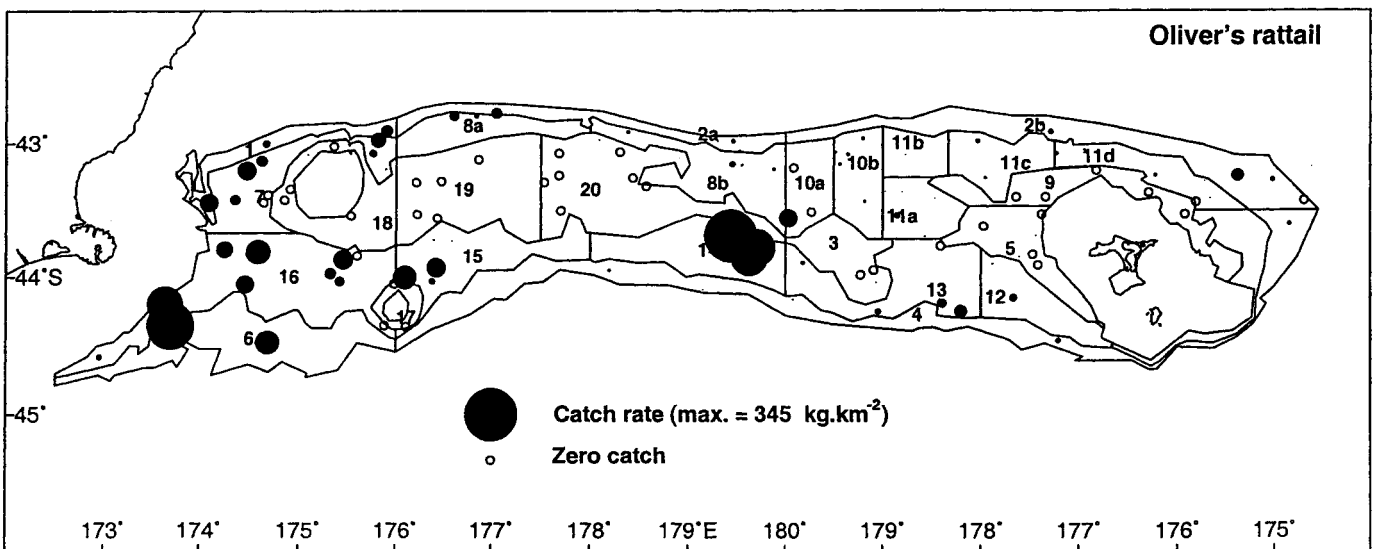 Oliver's rattail
43°
44°S
45°
8a
2a
2b
11b
11c
11d
10b
10a
8b
9
7
19
20
18
11a
3
5
1
15
16
13
12
17
4
6
Catch rate (max. = 345 kg.km-2)
Zero catch
173° 174° 175° 176° 177° 178° 179°E 180° 179° 178° 177° 176° 175°